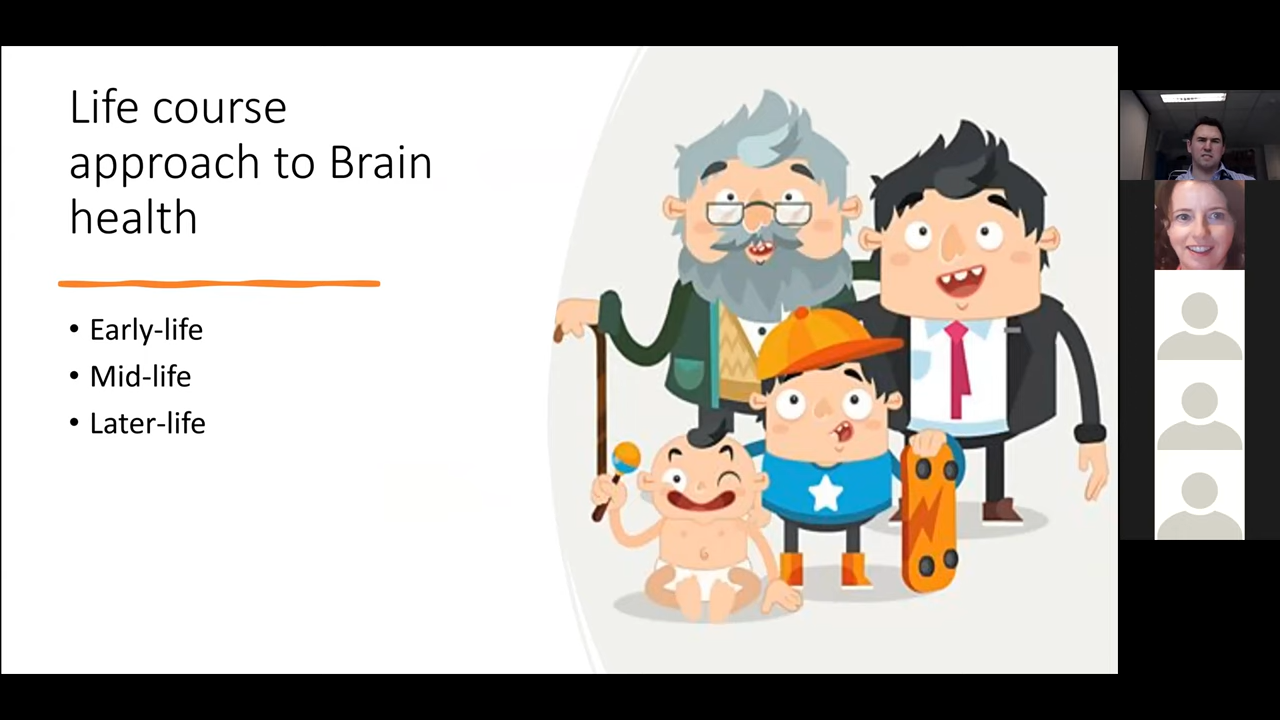 Life course
approach to Brain
health
• Early-life
• Mid-life
• Later-life